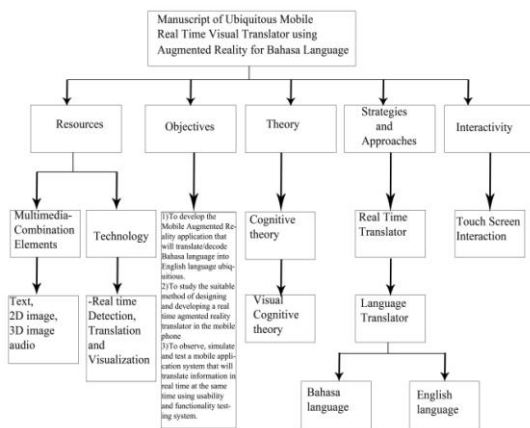 Manuscript of Ubiquitous Mobile
Real Time Visual Translator using
Augmented Reality for Bahasa Language
Resources
Objectives
Theory
Strategies
and
Approaches
Interactivity
Multimedia-
Combination
Elements
Technology
1)To develop the
Mobile Augmented Re-
ality application that
will translate/decode
Bahasa language into
English language ubiq-
uitious.
2)To study the suitable
method of designing
and developing a real
time agmented reality
translator in the mobile
phone
3)To observe, simulate
and test a mobile appli-
cation system that will
translate information in
real time at the same
time using usability
and functionality test-
ing system.
Cognitive
theory
Real Time
Translator
Touch Screen
Interaction
Text,
2D image,
3D image
audio
-Real time
Detection,
Translation
and
Visualization
Visual
Cognitive
theory
Language
Translator
Bahasa
language
English
language